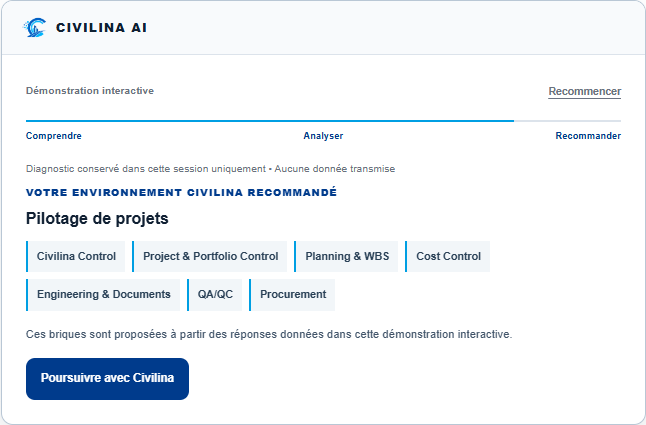 CIVILINA AI
Démonstration interactive
Recommencer
Comprendre
Analyser
Recommander
Diagnostic conservé dans cette session uniquement • Aucune donnée transmise
VOTRE ENVIRONNEMENT CIVILINA RECOMMANDÉ
Pilotage de projets
Civilina Control
Project & Portfolio Control
Planning & WBS
Cost Control
Engineering & Documents
QA/QC
Procurement
Ces briques sont proposées à partir des réponses données dans cette démonstration interactive.
Poursuivre avec Civilina